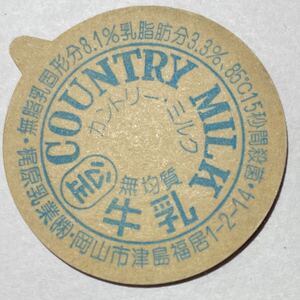 無脂乳固形分8.1%乳脂肪分3.3%・85℃15秒間殺菌・
COUNTRY MILK
カントリー・ミルク
公正
無均質
牛乳
梶原乳業㈱・岡山市津島福居1-2-14